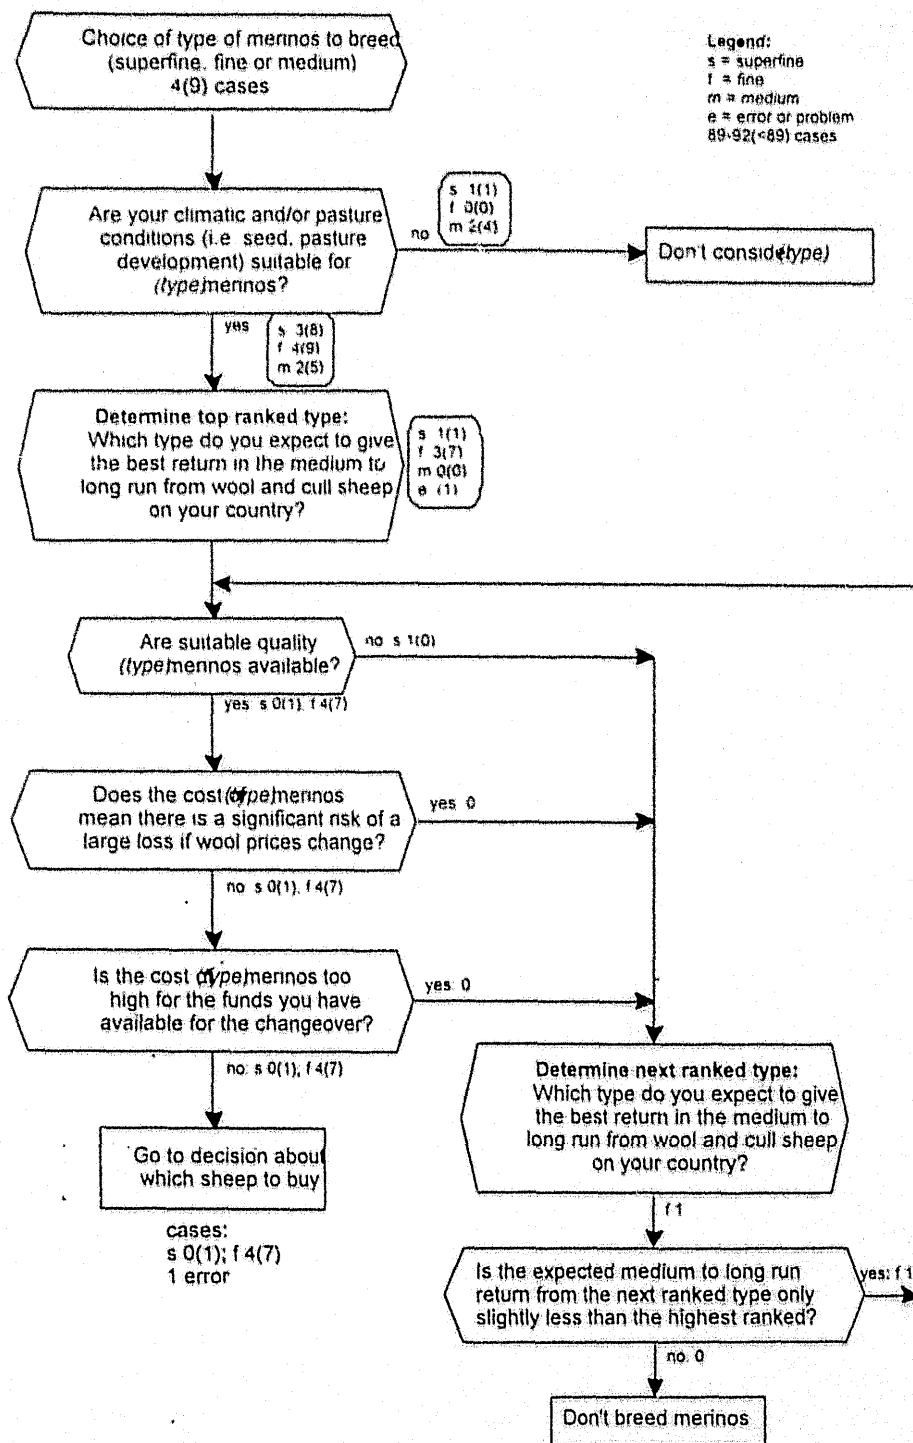 Choice of type of merinos to breed
(superfine, fine or medium)
4(9) cases
Legend:
s = superfine
f = fine
m = medium
e = error or problem
89-92(<89) cases
Are your climatic and/or pasture
conditions (i.e seed, pasture
development) suitable for
(type)merinos?
no
s 1(1)
f 0(0)
m 2(4)
Don't consider(type)
yes
s 3(8)
f 4(9)
m 2(5)
Determine top ranked type:
Which type do you expect to give
the best return in the medium to
long run from wool and cull sheep
on your country?
s 1(1)
f 3(7)
m 0(0)
e (1)
Are suitable quality
(type)merinos available?
no s 1(0)
yes: s 0(1), f 4(7)
Does the cost of(type)merinos
mean there is a significant risk of a
large loss if wool prices change?
yes: 0
no: s 0(1), f 4(7)
Is the cost of(type)merinos too
high for the funds you have
available for the changeover?
yes: 0
no: s 0(1); f 4(7)
Go to decision about
which sheep to buy
cases:
s 0(1); f 4(7)
1 error
Determine next ranked type:
Which type do you expect to give
the best return in the medium to
long run from wool and cull sheep
on your country?
f 1
Is the expected medium to long run
return from the next ranked type only
slightly less than the highest ranked?
yes: f 1
no: 0
Don't breed merinos